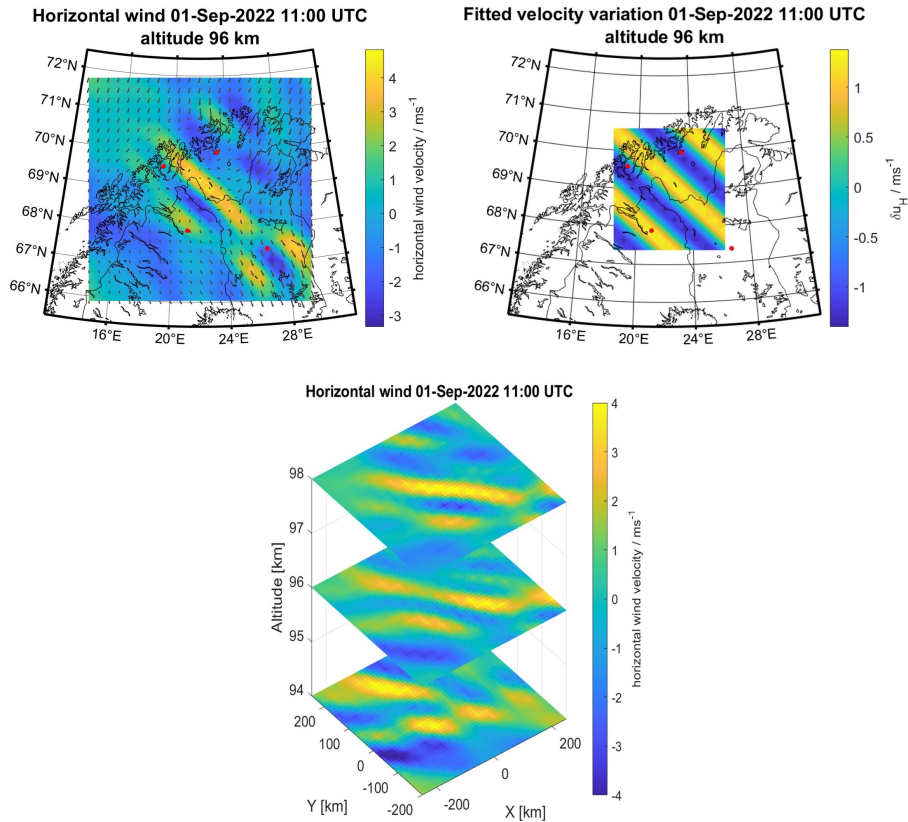 Horizontal wind 01-Sep-2022 11:00 UTC
altitude 96 km
72°N
71°N
70°N
69°N
68°N
67°N
66°N
16°E
20°E
24°E
28°E
4
3
2
1
0
-1
-2
-3
horizontal wind velocity / ms⁻¹
Fitted velocity variation 01-Sep-2022 11:00 UTC
altitude 96 km
72°N
71°N
70°N
69°N
68°N
67°N
66°N
16°E
20°E
24°E
28°E
1
0.5
0
-0.5
-1
δu_H / ms⁻¹
Horizontal wind 01-Sep-2022 11:00 UTC
98
97
96
95
94
Altitude [km]
200
100
0
-100
-200
Y [km]
-200
0
200
X [km]
4
3
2
1
0
-1
-2
-3
-4
horizontal wind velocity / ms⁻¹